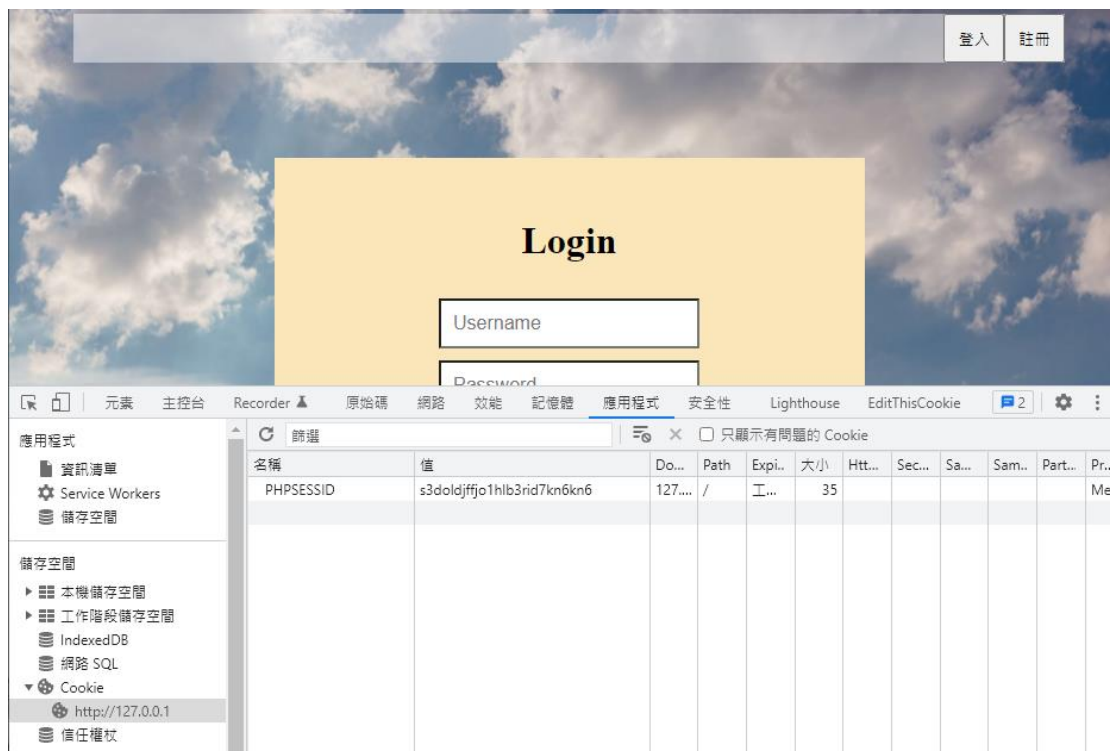 登入 註冊
Login
Username
Password
元素 主控台 Recorder 原始碼 網路 效能 記憶體 應用程式 安全性 Lighthouse EditThisCookie 2
應用程式
資訊清單
Service Workers
儲存空間
儲存空間
本機儲存空間
工作階段儲存空間
IndexedDB
網路 SQL
Cookie
http://127.0.0.1
信任權杖
篩選 只顯示有問題的 Cookie
名稱 值 Do... Path Expi... 大小 Htt... Sec... Sa... Sam... Part... Pr...
PHPSESSID s3doldjffjo1hlb3rid7kn6kn6 127.... / 工... 35 Me